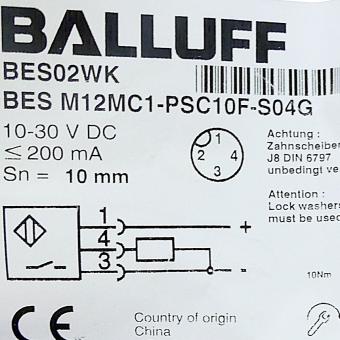 BALLUFF
BES02WK
BES M12MC1-PSC10F-S04G
10-30 V DC
≤ 200 mA
Sn = 10 mm
1
2 4
3
Achtung :
Zahnscheiben
J8 DIN 6797
unbedingt ve
Attention :
Lock washers
must be used
1 +
4
3 -
10Nm
CE
Country of origin
China